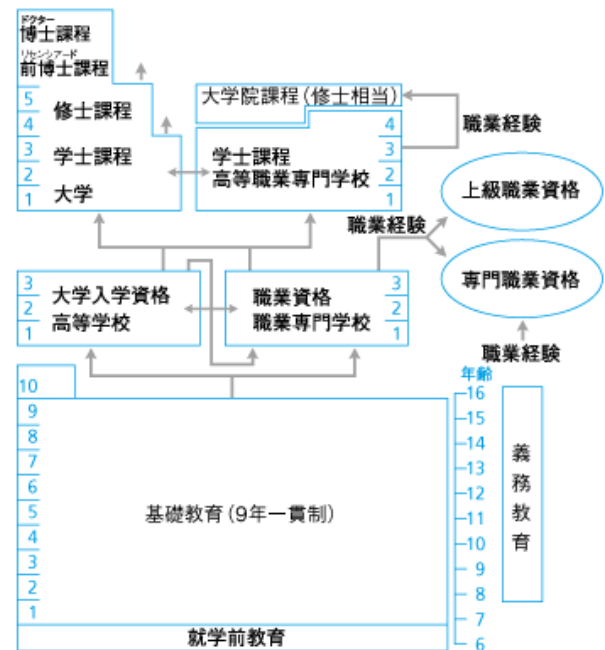 ドクター
博士課程
リセンシアード
前博士課程
5
4
3
2
1
修士課程
学士課程
大学
大学院課程(修士相当)
4
3
2
1
学士課程
高等職業専門学校
職業経験
上級職業資格
職業経験
専門職業資格
職業経験
3
2
1
大学入学資格
高等学校
職業資格
職業専門学校
3
2
1
10
9
8
7
6
5
4
3
2
1
基礎教育(9年一貫制)
就学前教育
年齢
16
15
14
13
12
11
10
9
8
7
6
義務教育